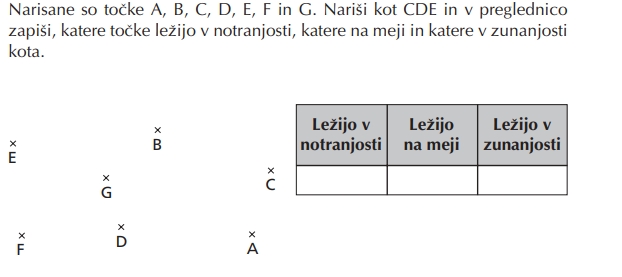 Narisane so točke A, B, C, D, E, F in G. Nariši kot CDE in v preglednico
zapiši, katere točke ležijo v notranjosti, katere na meji in katere v zunanjosti
kota.
Ležijo v notranjosti
Ležijo na meji
Ležijo v zunanjosti
B
E
C
G
D
A
F